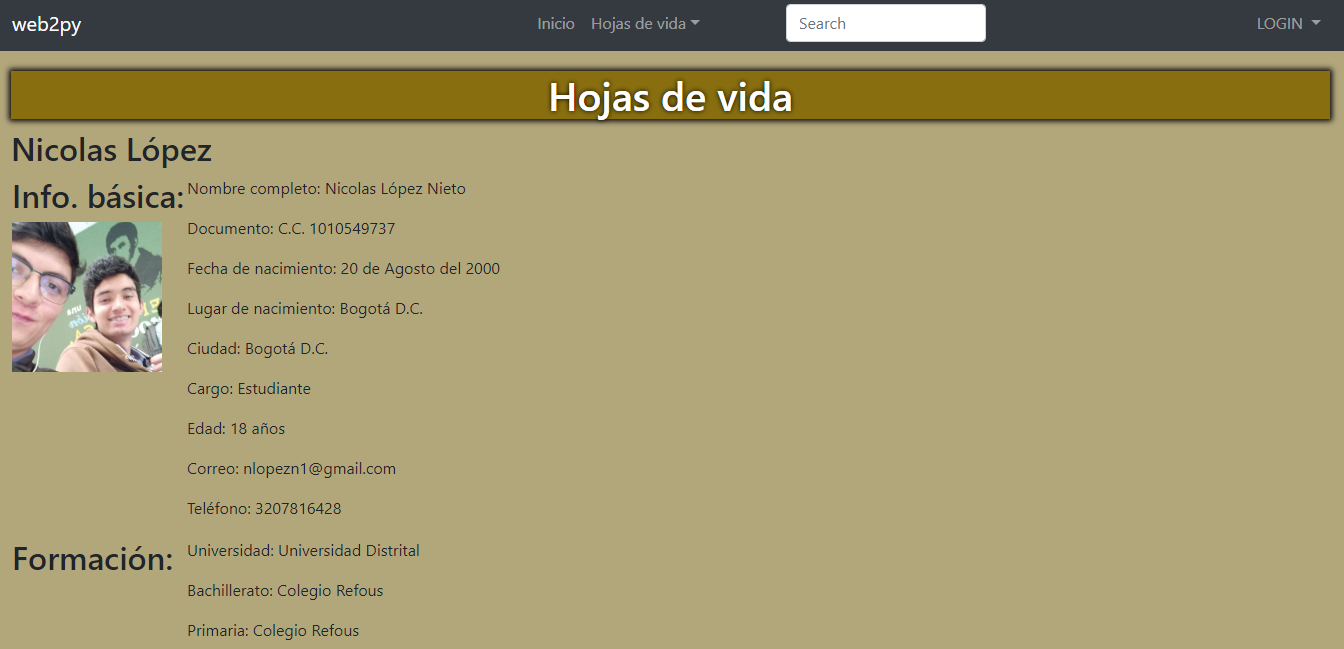 web2py Inicio Hojas de vida Search LOGIN
Hojas de vida
Nicolas López
Info. básica:
Nombre completo: Nicolas López Nieto
Documento: C.C. 1010549737
Fecha de nacimiento: 20 de Agosto del 2000
Lugar de nacimiento: Bogotá D.C.
Ciudad: Bogotá D.C.
Cargo: Estudiante
Edad: 18 años
Correo: nlopezn1@gmail.com
Teléfono: 3207816428
Formación:
Universidad: Universidad Distrital
Bachillerato: Colegio Refous
Primaria: Colegio Refous